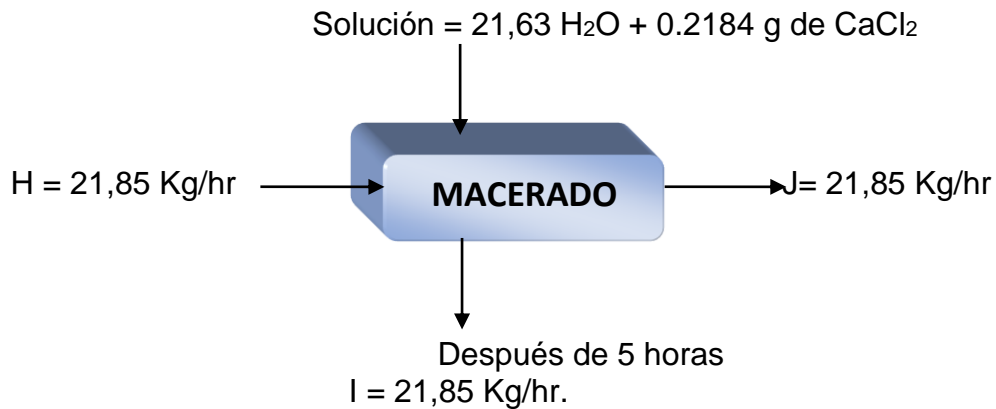 Solución = 21,63 H₂O + 0.2184 g de CaCl₂
H = 21,85 Kg/hr
MACERADO
J= 21,85 Kg/hr
Después de 5 horas
I = 21,85 Kg/hr.